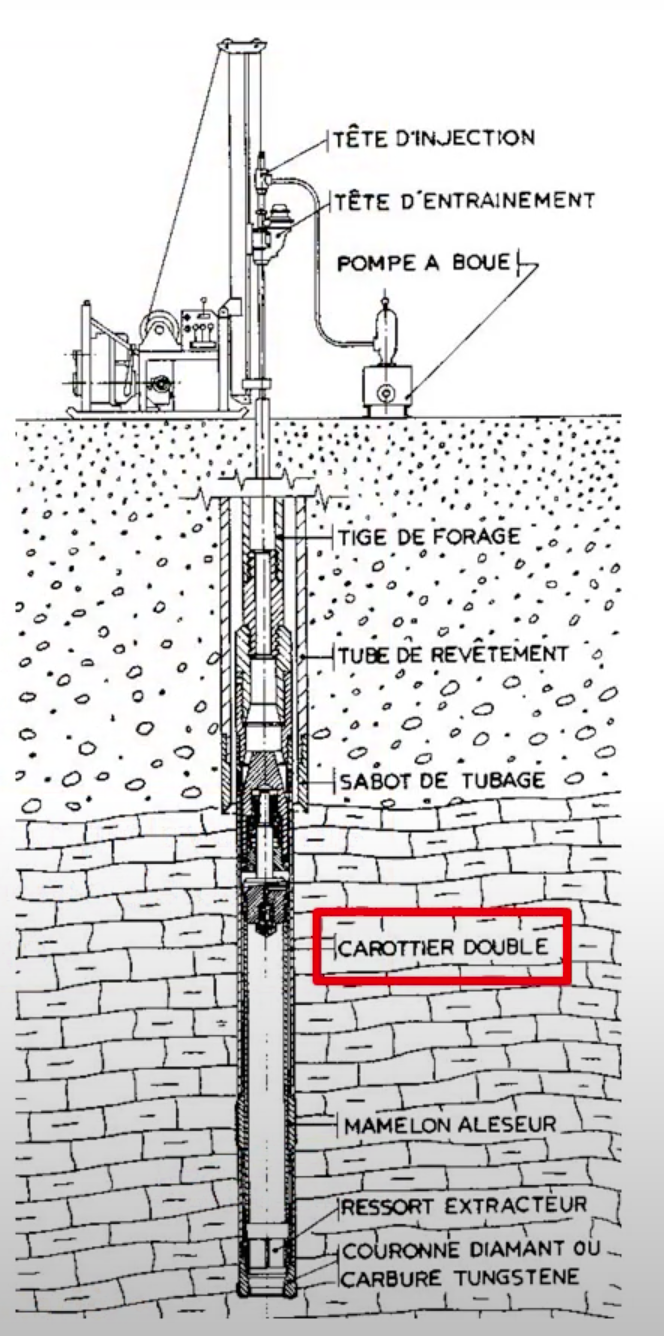 TÊTE D'INJECTION
TÊTE D'ENTRAINEMENT
POMPE A BOUE
TIGE DE FORAGE
TUBE DE REVÊTEMENT
SABOT DE TUBAGE
CAROTTIER DOUBLE
MAMELON ALESEUR
RESSORT EXTRACTEUR
COURONNE DIAMANT OU
CARBURE TUNGSTENE